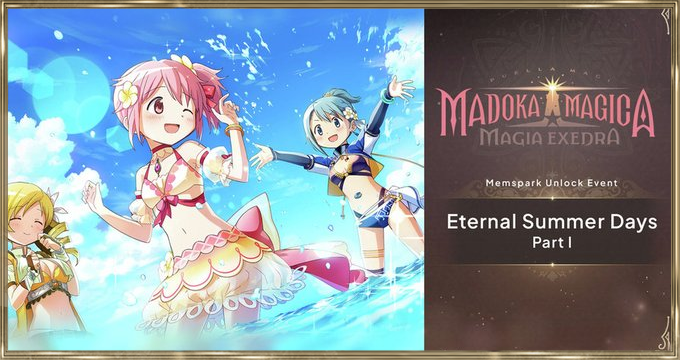 PUELLA MAGI
MADOKA MAGICA
MAGIA EXEDRA
Memspark Unlock Event
Eternal Summer Days
Part I